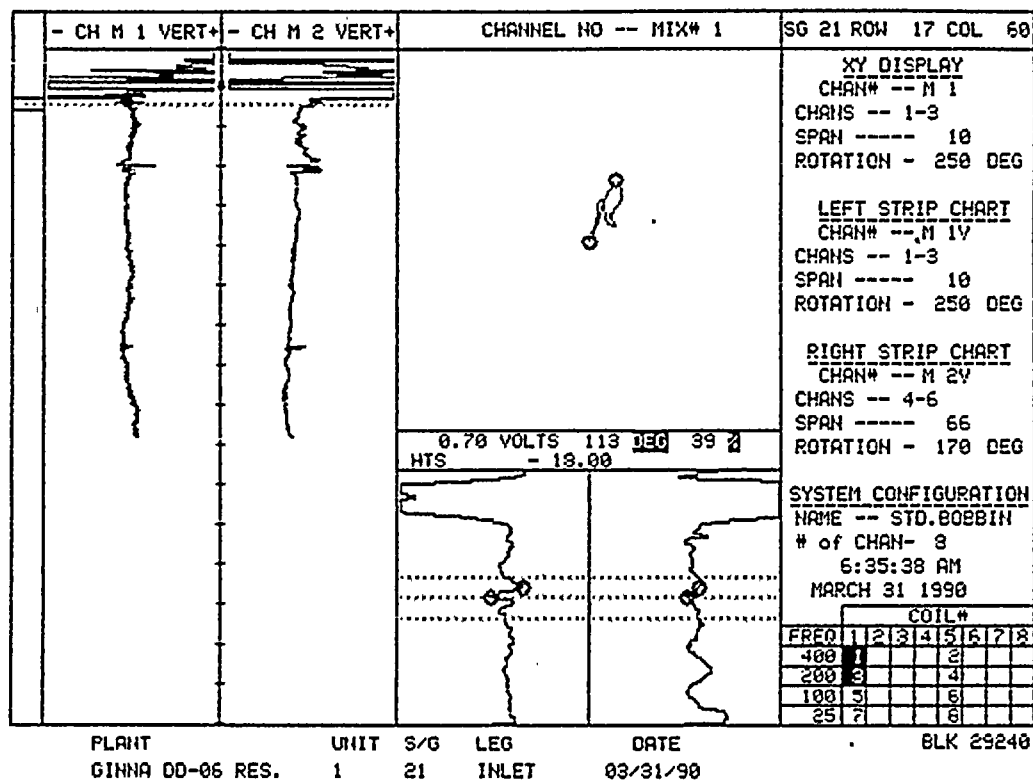 - CH M 1 VERT+ - CH M 2 VERT+ CHANNEL NO -- MIX# 1 SG 21 ROW 17 COL 60
XY DISPLAY
CHAN# -- M 1
CHANS -- 1-3
SPAN ----- 10
ROTATION - 250 DEG
LEFT STRIP CHART
CHAN# -- M 1V
CHANS -- 1-3
SPAN ----- 10
ROTATION - 250 DEG
RIGHT STRIP CHART
CHAN# -- M 2V
CHANS -- 4-6
SPAN ----- 66
ROTATION - 170 DEG
0.70 VOLTS 113 DEG 39 %
HTS - 13.00
SYSTEM CONFIGURATION
NAME -- STD.BOBBIN
# of CHAN- 8
6:35:38 AM
MARCH 31 1990
COIL#
FREQ 1 2 3 4 5 6 7 8
400 1 2
200 3 4
100 5 6
25 7 8
PLANT UNIT S/G LEG DATE BLK 29240
GINNA DD-06 RES. 1 21 INLET 03/31/90